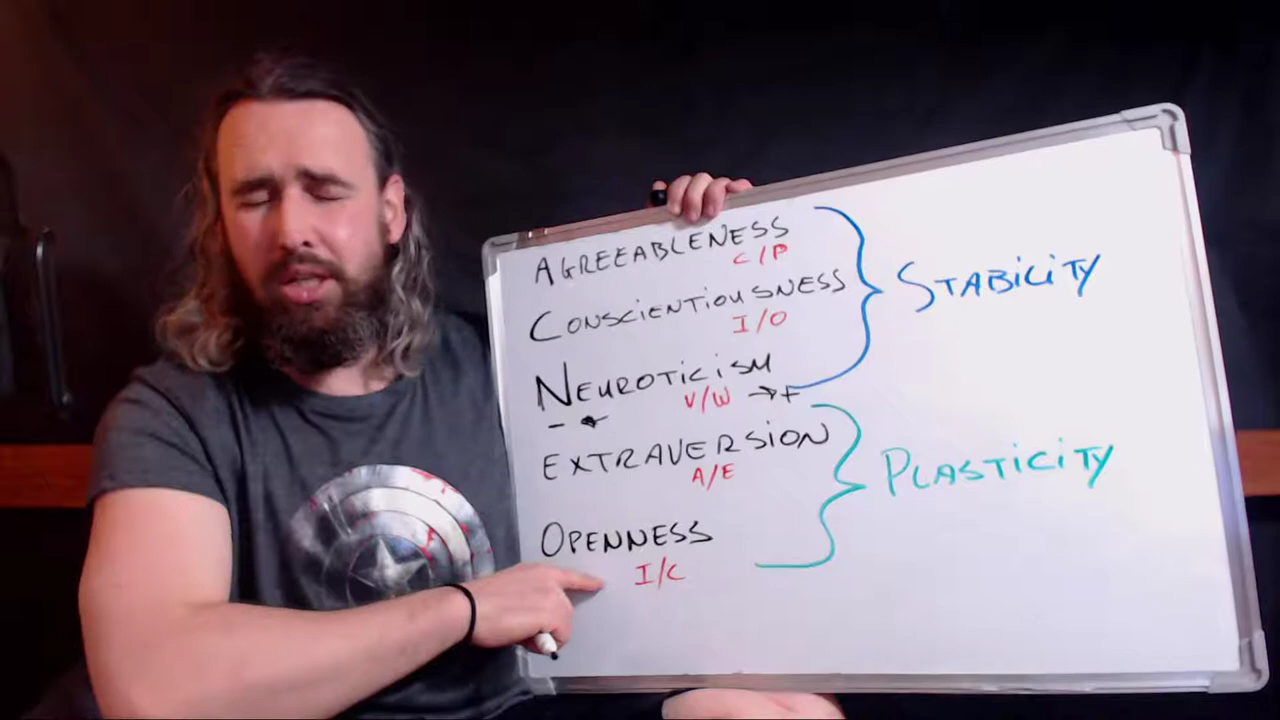 AGREEABLENESS
C/P
CONSCIENTIOUSNESS
I/O
STABILITY
NEUROTICISM
V/W → +
-
EXTRAVERSION
A/E
PLASTICITY
OPENNESS
I/C